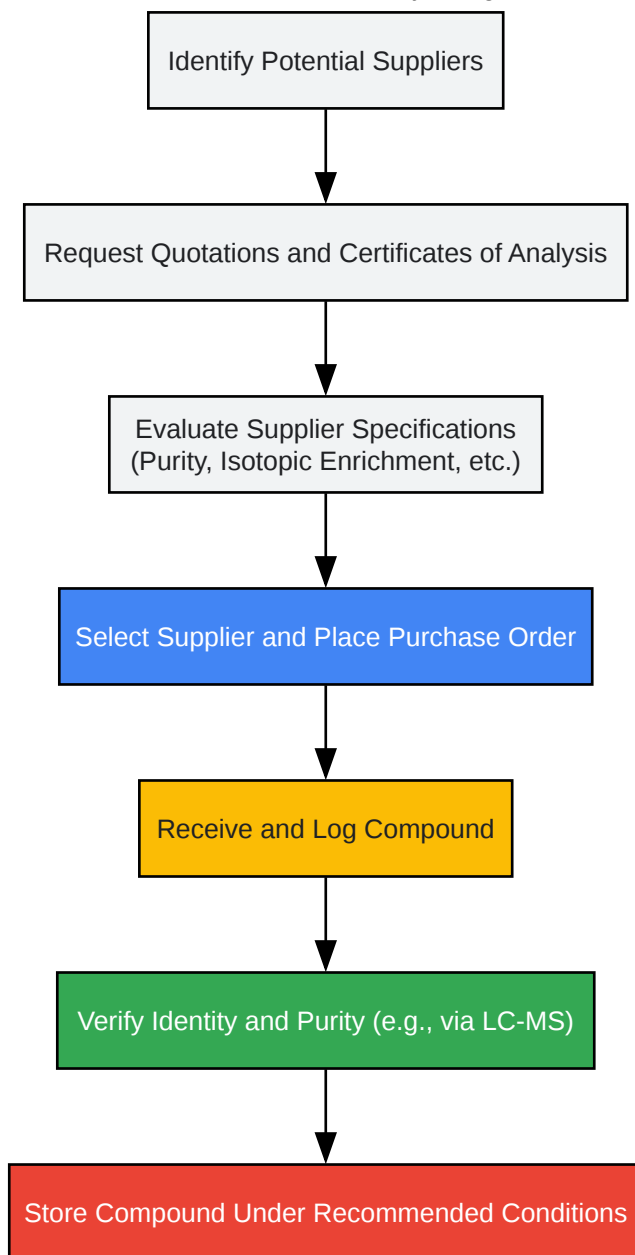 Identify Potential Suppliers
Request Quotations and Certificates of Analysis
Evaluate Supplier Specifications
(Purity, Isotopic Enrichment, etc.)
Select Supplier and Place Purchase Order
Receive and Log Compound
Verify Identity and Purity (e.g., via LC-MS)
Store Compound Under Recommended Conditions